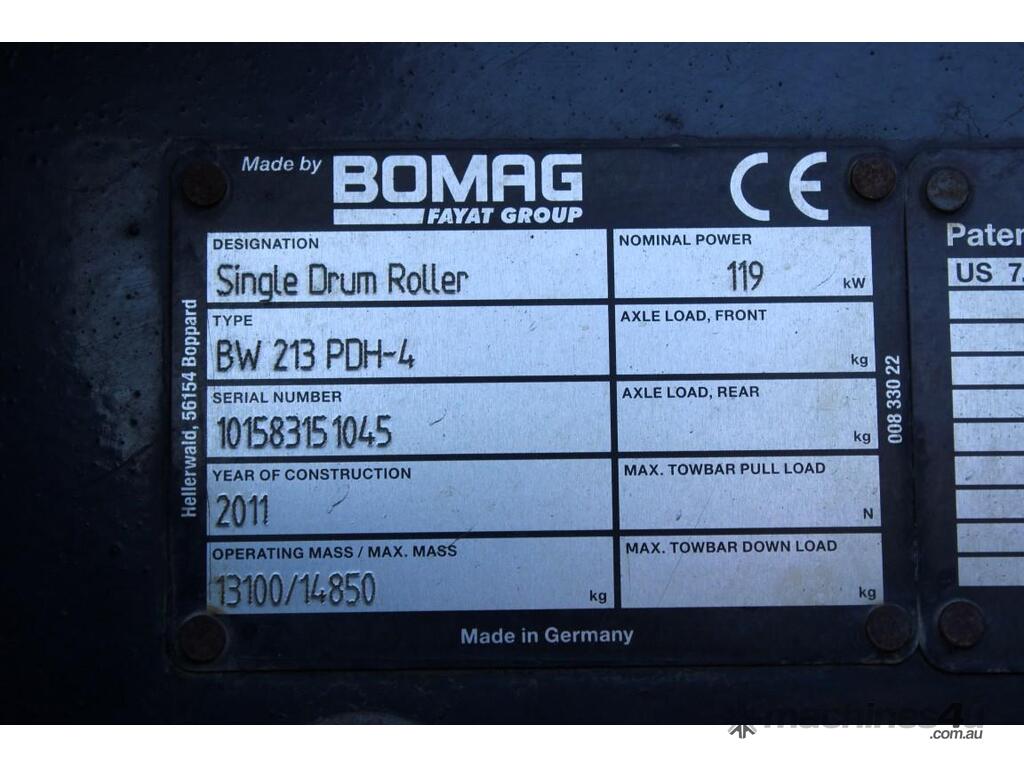 Made by BOMAG
FAYAT GROUP
CE
DESIGNATION
Single Drum Roller
NOMINAL POWER
119 kW
TYPE
BW 213 PDH-4
AXLE LOAD, FRONT
kg
SERIAL NUMBER
101583151045
AXLE LOAD, REAR
kg
YEAR OF CONSTRUCTION
2011
MAX. TOWBAR PULL LOAD
N
OPERATING MASS / MAX. MASS
13100/14850 kg
MAX. TOWBAR DOWN LOAD
kg
Made in Germany
Hellerwald, 56154 Boppard
008 330 22
US
machines4u
.com.au